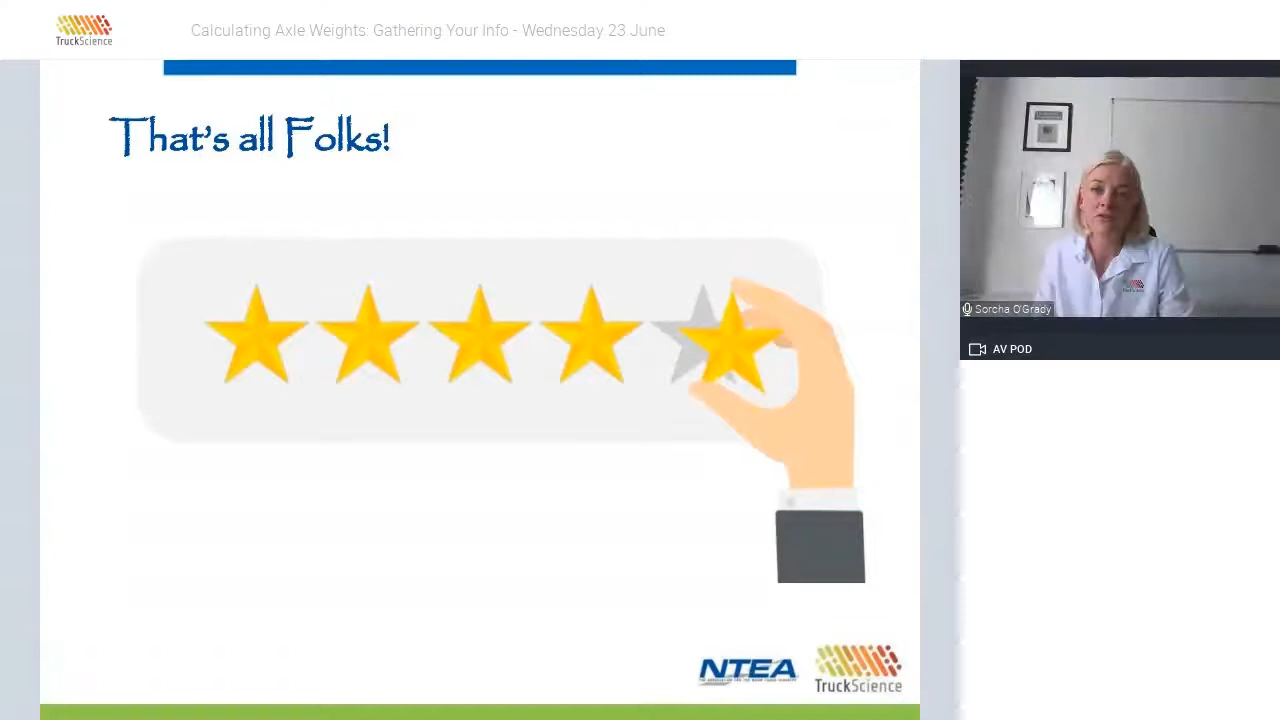 TruckScience
Calculating Axle Weights: Gathering Your Info - Wednesday 23 June
That's all Folks!
Sorcha O'Grady
AV POD
NTEA
TruckScience